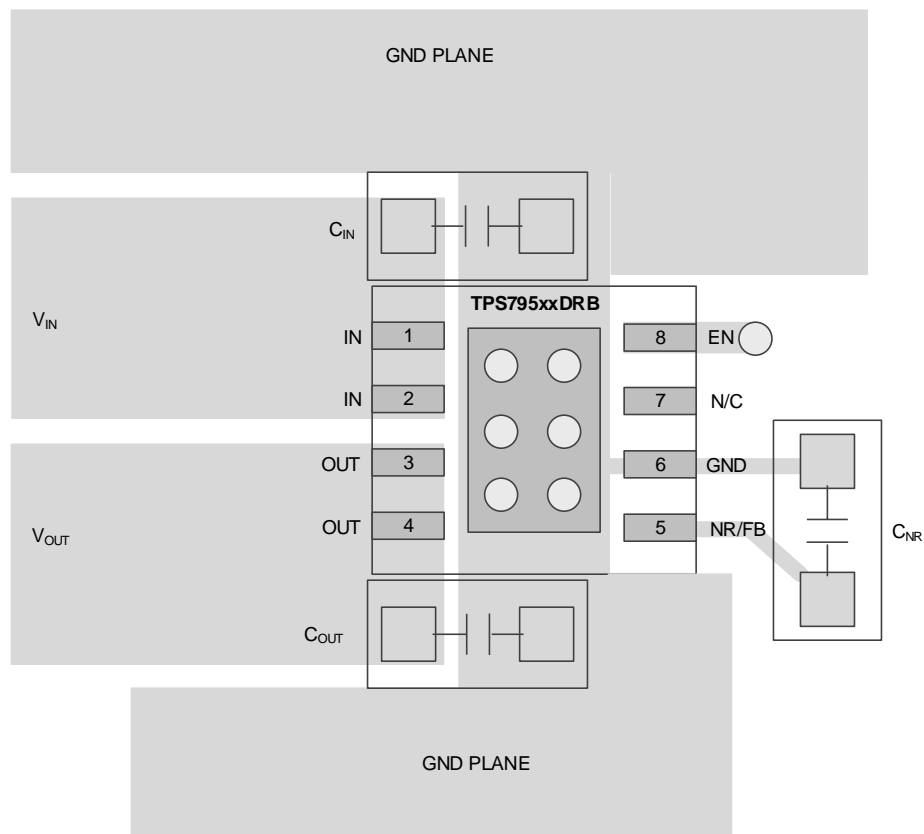 GND PLANE
CIN
TPS795xxDRB
VIN
IN 1
8 EN
IN 2
7 N/C
OUT 3
6 GND
VOUT
OUT 4
5 NR/FB
CNR
COUT
GND PLANE